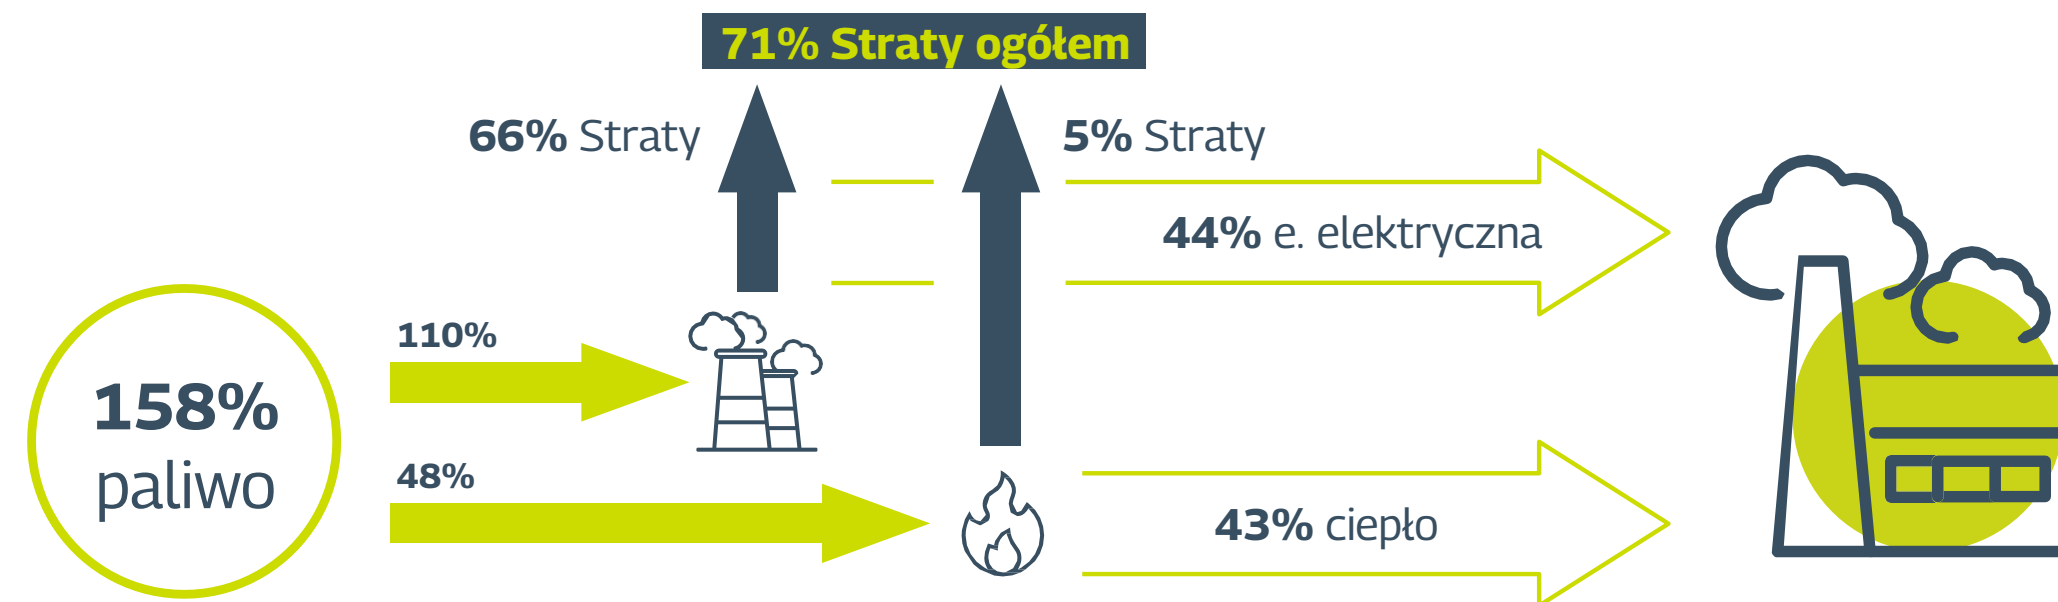 71% Straty ogółem
66% Straty
5% Straty
44% e. elektryczna
110%
158%
paliwo
48%
43% ciepło